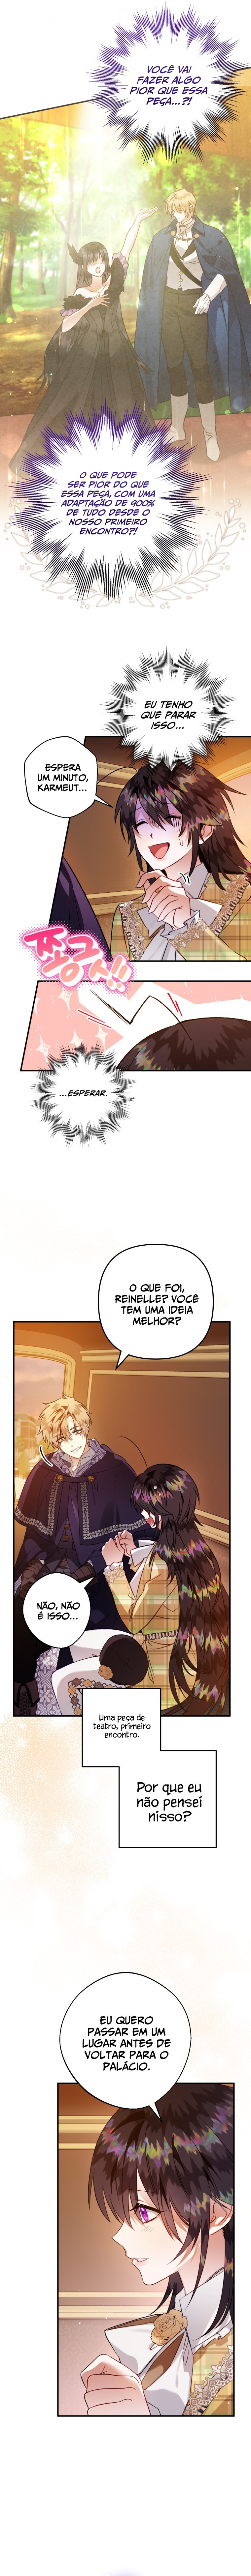 VOCÊ VAI
FAZER ALGO
PIOR QUE ESSA
PEÇA...?!
O QUE PODE
SER PIOR DO QUE
ESSA PEÇA, COM UMA
ADAPTAÇÃO DE 900%
DE TUDO DESDE O
NOSSO PRIMEIRO
ENCONTRO?!
EU TENHO
QUE PARAR
ISSO...
ESPERA
UM MINUTO,
KARMEUT...
쪼옥
...ESPERAR.
O QUE FOI,
REINELLE? VOCÊ
TEM UMA IDEIA
MELHOR?
NÃO, NÃO
É ISSO...
Uma peça de
teatro, primeiro
encontro.
Por que eu
não pensei
nisso?
EU QUERO
PASSAR EM UM
LUGAR ANTES DE
VOLTAR PARA O
PALÁCIO.